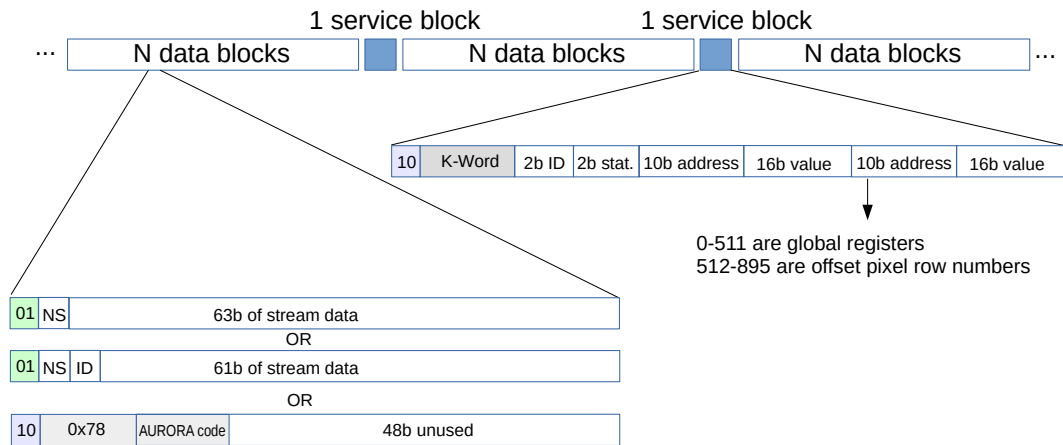 1 service block 1 service block
... N data blocks N data blocks N data blocks ...
10 K-Word 2b ID 2b stat. 10b address 16b value 10b address 16b value
0-511 are global registers
512-895 are offset pixel row numbers
01 NS 63b of stream data
OR
01 NS ID 61b of stream data
OR
10 0x78 AURORA code 48b unused